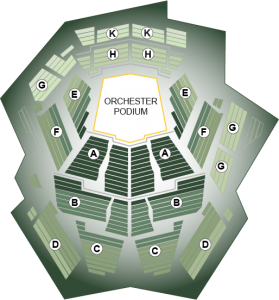 K K
H H
G E E
ORCHESTER
PODIUM
F F G
A A
G
B B
D C C D